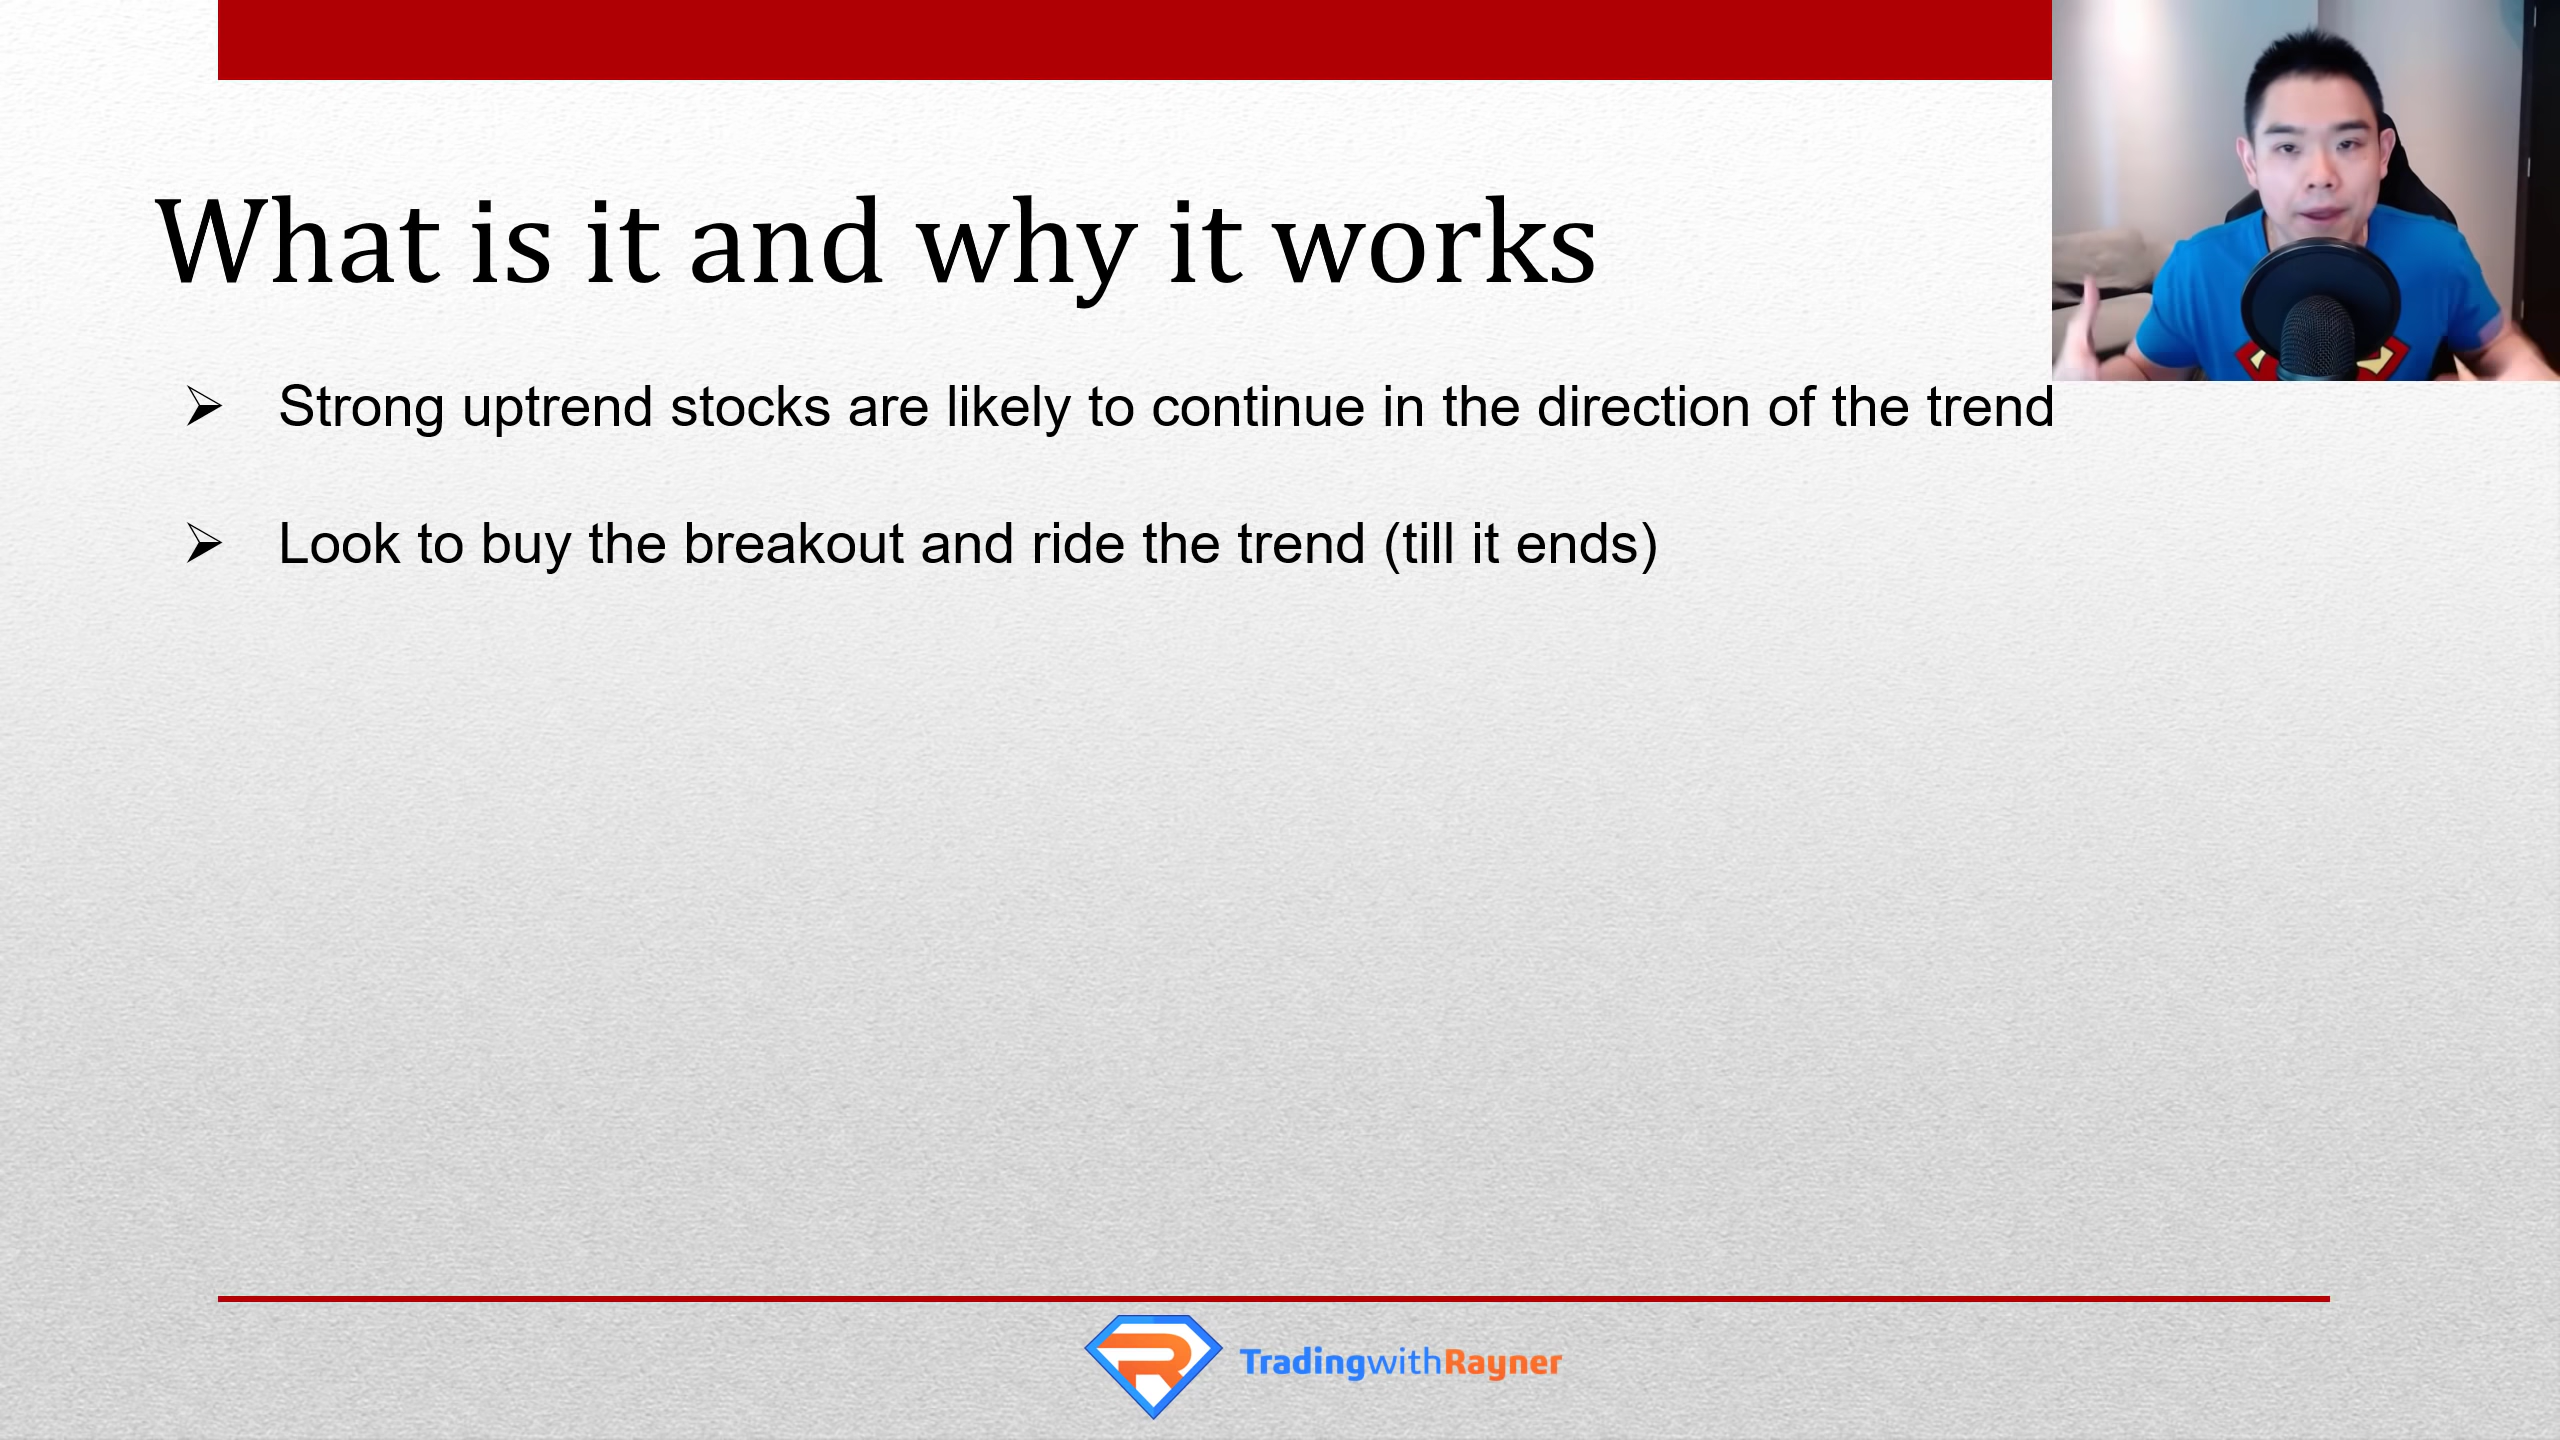 What is it and why it works
Strong uptrend stocks are likely to continue in the direction of the trend
Look to buy the breakout and ride the trend (till it ends)
TradingwithRayner